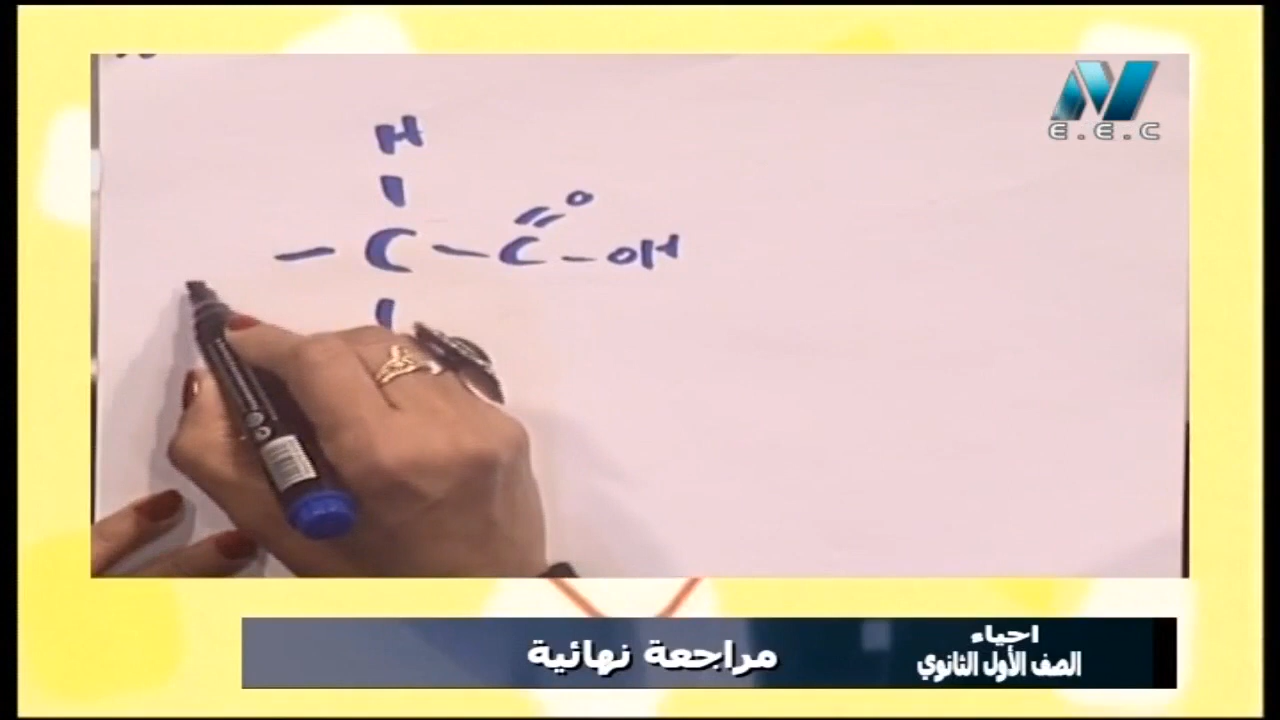 E.E.C
H
O
C C OH
احياء
الصف الأول الثانوي
مراجعة نهائية